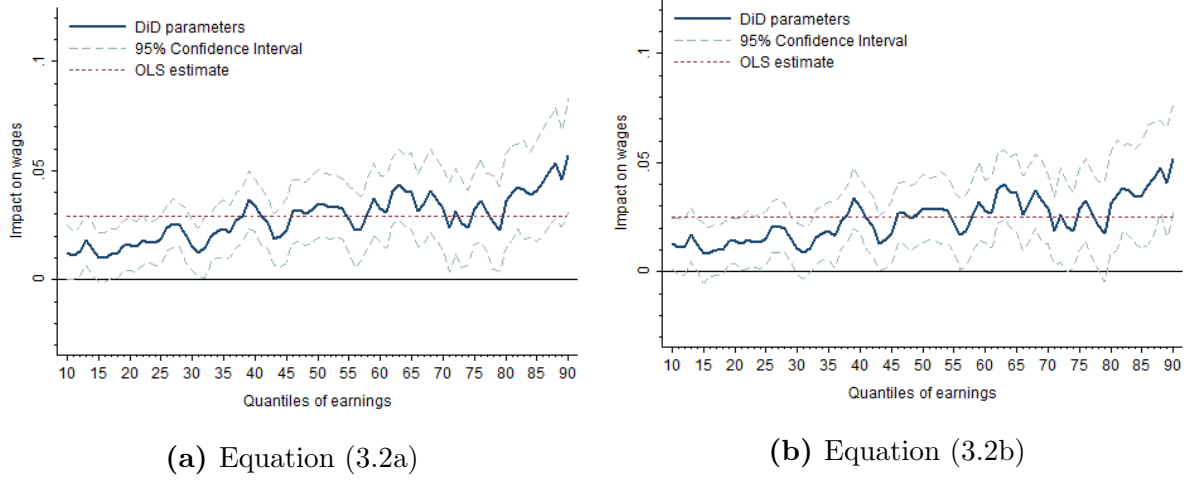 DiD parameters
95% Confidence Interval
OLS estimate
Impact on wages
.1
.05
0
10 15 20 25 30 35 40 45 50 55 60 65 70 75 80 85 90
Quantiles of earnings
(a) Equation (3.2a)
DiD parameters
95% Confidence Interval
OLS estimate
Impact on wages
.1
.05
0
10 15 20 25 30 35 40 45 50 55 60 65 70 75 80 85 90
Quantiles of earnings
(b) Equation (3.2b)